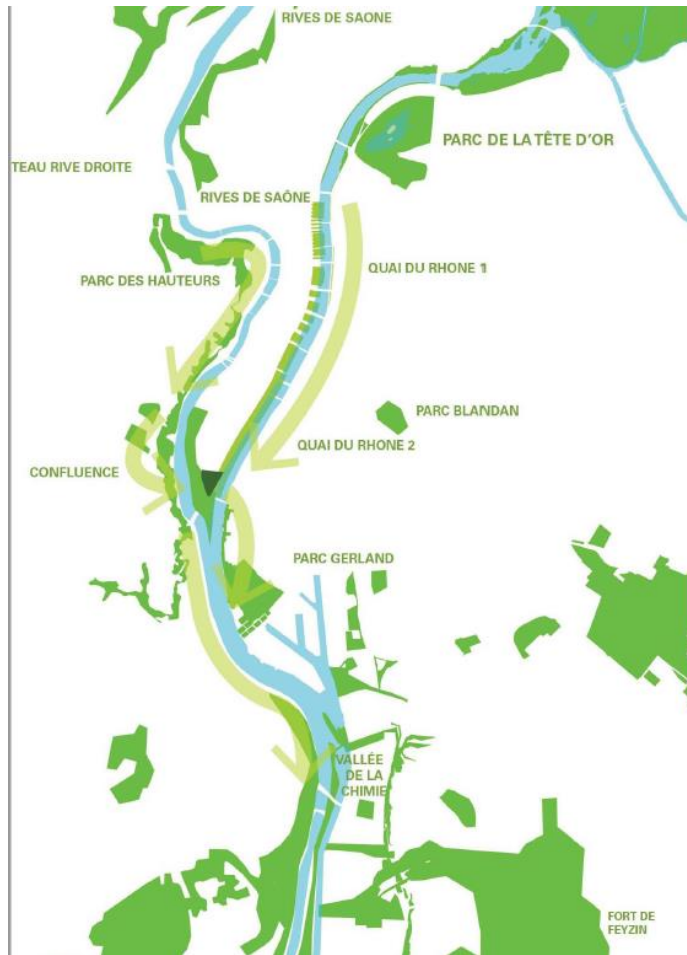 RIVES DE SAONE
PARC DE LA TÊTE D'OR
TEAU RIVE DROITE
RIVES DE SAÔNE
QUAI DU RHONE 1
PARC DES HAUTEURS
PARC BLANDAN
QUAI DU RHONE 2
CONFLUENCE
PARC GERLAND
VALLÉE
DE LA
CHIMIE
FORT DE
FEYZIN